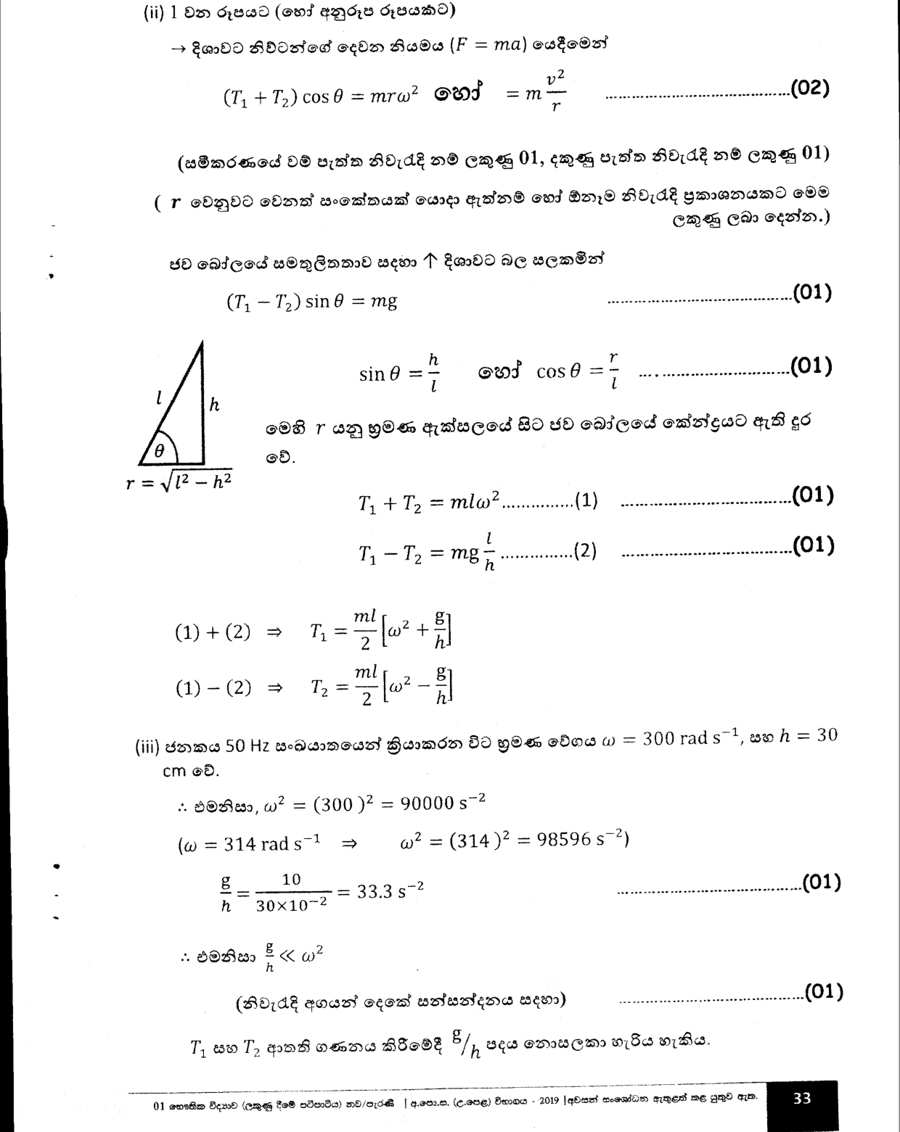 (ii) 1 වන රූපයට (හෝ අනුරූප රූපයකට)
→ දිශාවට නිව්ටන්ගේ දෙවන නියමය (F = ma) යෙදීමෙන්
(T₁ + T₂) cos θ = mrω² හෝ = m v²/r ......................................(02)
(සමීකරණයේ වම් පැත්ත නිවැරැදි නම් ලකුණු 01, දකුණු පැත්ත නිවැරැදි නම් ලකුණු 01)
( r වෙනුවට වෙනත් සංකේතයක් යොදා ඇත්නම් හෝ ඕනෑම නිවැරැදි ප්‍රකාශනයකට මෙම
ලකුණු ලබා දෙන්න.)
ජව බෝලයේ සමතුලිතතාව සඳහා ↑ දිශාවට බල සලකමින්
(T₁ − T₂) sin θ = mg ......................................(01)
sin θ = h/l හෝ cos θ = r/l ......................................(01)
l
h
θ
r = √(l² − h²)
මෙහි r යනු භ්‍රමණ ඇක්සලයේ සිට ජව බෝලයේ කේන්ද්‍රයට ඇති දුර
වේ.
T₁ + T₂ = mlω²...............(1) ......................................(01)
T₁ − T₂ = mg l/h ...............(2) ......................................(01)
(1) + (2) ⇒ T₁ = ml/2 [ω² + g/h]
(1) − (2) ⇒ T₂ = ml/2 [ω² − g/h]
(iii) ජනකය 50 Hz සංඛ්‍යාතයෙන් ක්‍රියාකරන විට භ්‍රමණ වේගය ω = 300 rad s⁻¹, සහ h = 30
cm වේ.
∴ එමනිසා, ω² = (300 )² = 90000 s⁻²
(ω = 314 rad s⁻¹ ⇒ ω² = (314 )² = 98596 s⁻²)
g/h = 10/(30×10⁻²) = 33.3 s⁻² ......................................(01)
∴ එමනිසා g/h ≪ ω²
(නිවැරැදි අගයන් දෙකේ සන්සන්දනය සඳහා) ......................................(01)
T₁ සහ T₂ ආතති ගණනය කිරීමේදී g/h පදය නොසලකා හැරිය හැකිය.
01 භෞතික විද්‍යාව (ලකුණු දීමේ පටිපාටිය) නව/පැරණි | අ.පො.ස. (උ.පෙළ) විභාගය - 2019 | අවසන් සංශෝධන ඇතුළත් කළ යුතුව ඇත. 33